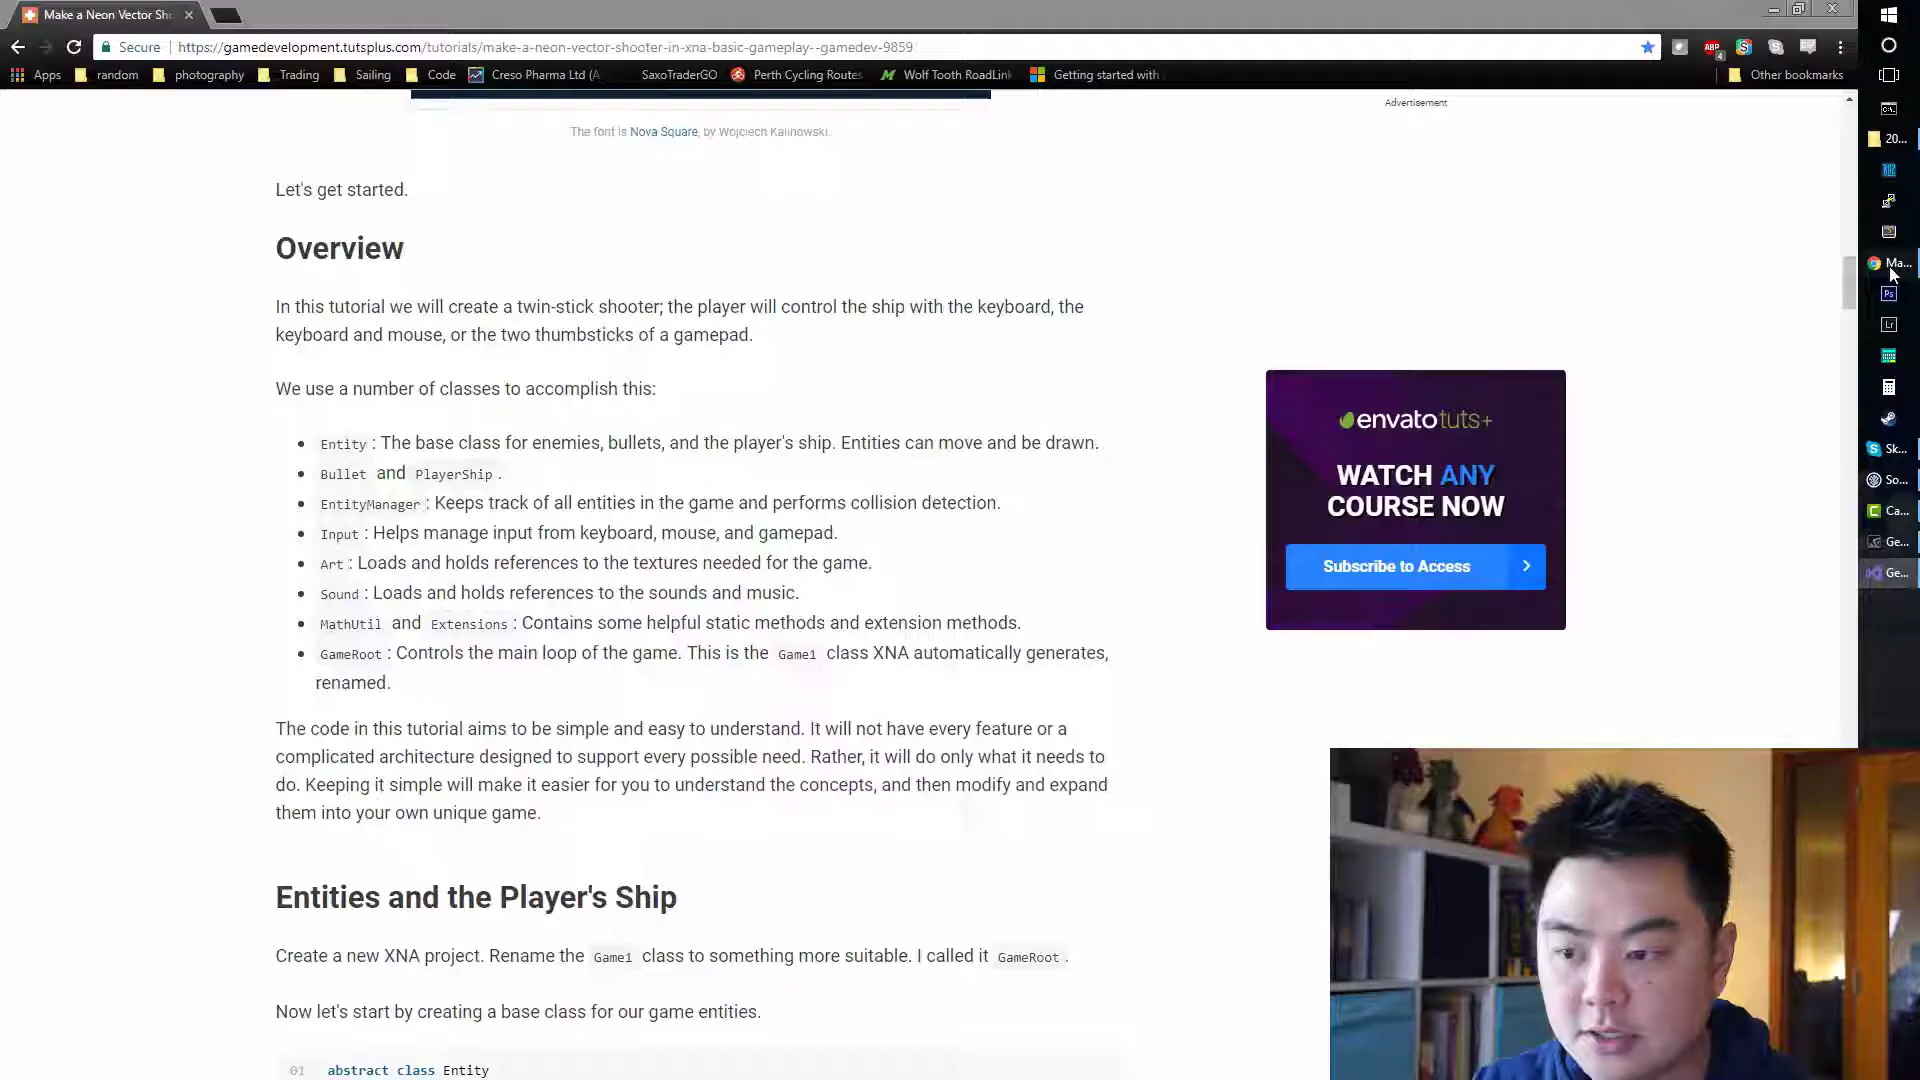 Make a Neon Vector Sh
Secure
https://gamedevelopment.tutsplus.com/tutorials/make-a-neon-vector-shooter-in-xna-basic-gameplay--gamedev-9859
ABP
4
Apps
random
photography
Trading
Sailing
Code
Creso Pharma Ltd (A
SaxoTraderGO
Perth Cycling Routes
Wolf Tooth RoadLink
Getting started with
Other bookmarks
Advertisement
The font is Nova Square, by Wojciech Kalinowski.
Let's get started.
Overview
In this tutorial we will create a twin-stick shooter; the player will control the ship with the keyboard, the
keyboard and mouse, or the two thumbsticks of a gamepad.
We use a number of classes to accomplish this:
Entity : The base class for enemies, bullets, and the player's ship. Entities can move and be drawn.
Bullet and PlayerShip .
EntityManager : Keeps track of all entities in the game and performs collision detection.
Input : Helps manage input from keyboard, mouse, and gamepad.
Art : Loads and holds references to the textures needed for the game.
Sound : Loads and holds references to the sounds and music.
MathUtil and Extensions : Contains some helpful static methods and extension methods.
GameRoot : Controls the main loop of the game. This is the Game1 class XNA automatically generates,
renamed.
The code in this tutorial aims to be simple and easy to understand. It will not have every feature or a
complicated architecture designed to support every possible need. Rather, it will do only what it needs to
do. Keeping it simple will make it easier for you to understand the concepts, and then modify and expand
them into your own unique game.
Entities and the Player's Ship
Create a new XNA project. Rename the Game1 class to something more suitable. I called it GameRoot .
Now let's start by creating a base class for our game entities.
01 abstract class Entity
envatotuts+
WATCH ANY
COURSE NOW
Subscribe to Access
20...
Ma...
Ps
Lr
Sk...
So...
Ca...
Ge...
Ge...